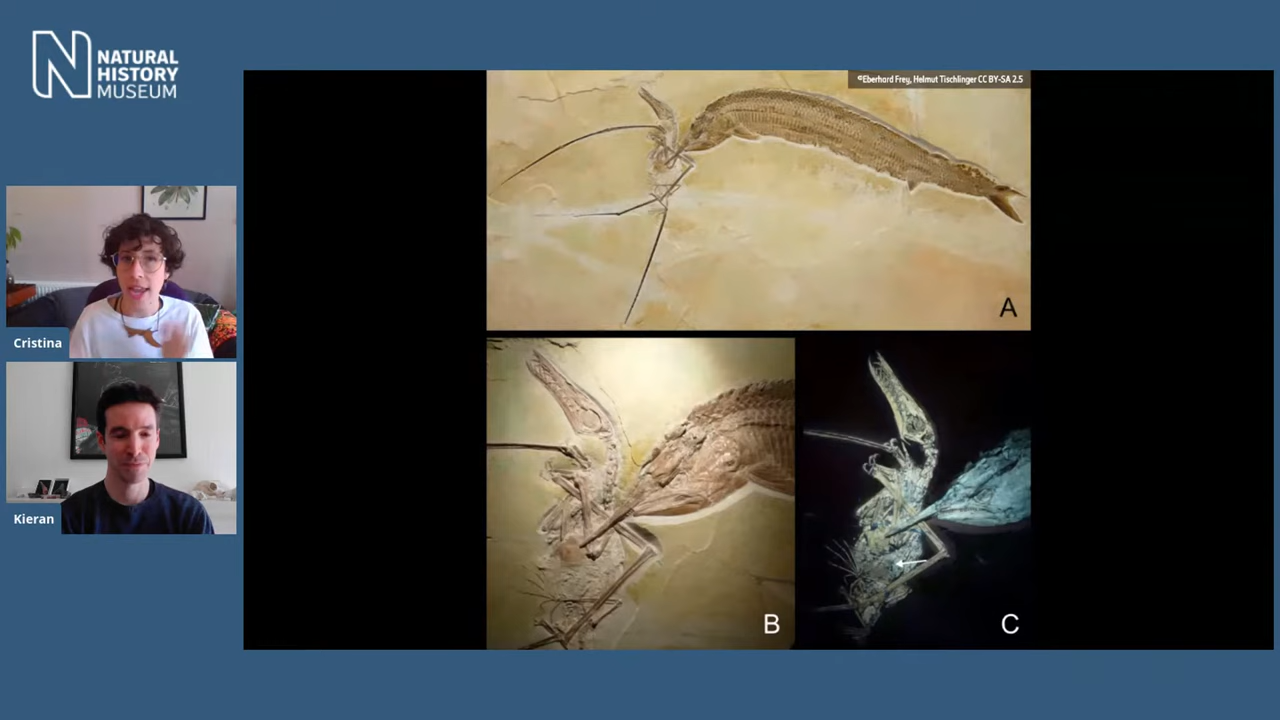 NATURAL
HISTORY
MUSEUM
©Eberhard Frey, Helmut Tischlinger CC BY-SA 2.5
A
Cristina
Kieran
B
C